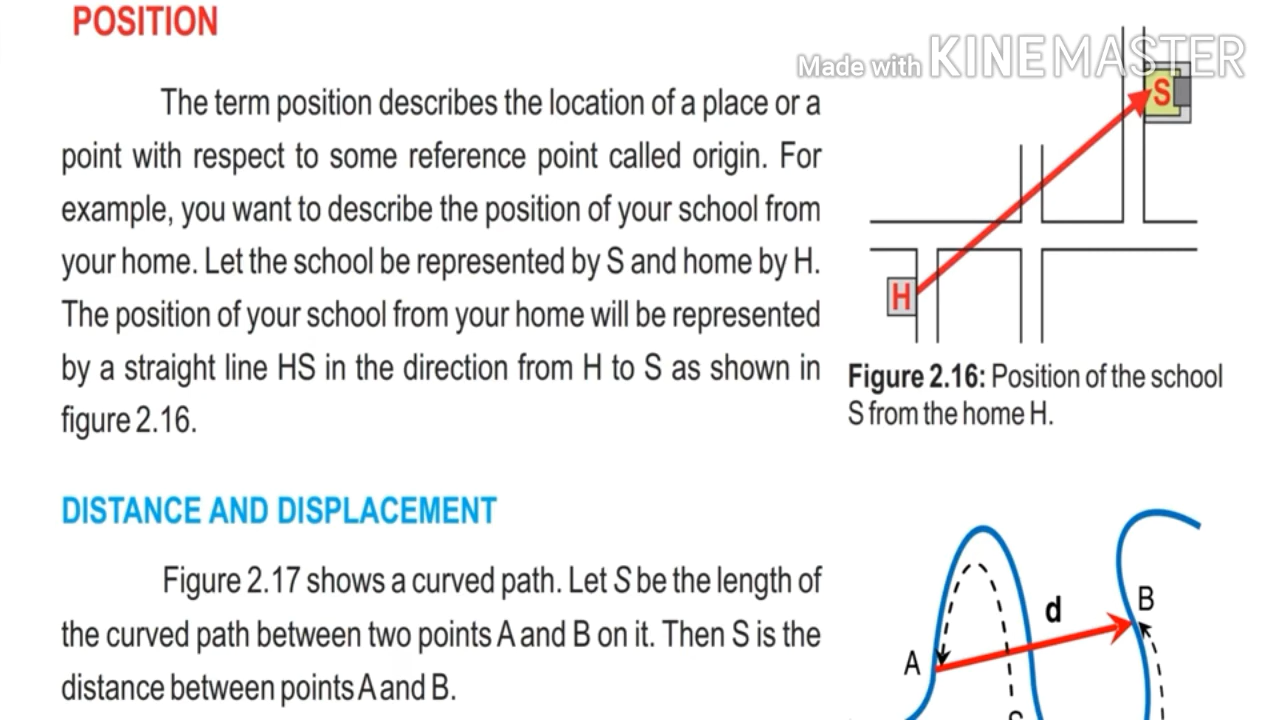 POSITION
Made with KINEMASTER
The term position describes the location of a place or a
point with respect to some reference point called origin. For
example, you want to describe the position of your school from
your home. Let the school be represented by S and home by H.
The position of your school from your home will be represented
by a straight line HS in the direction from H to S as shown in
figure 2.16.
S
H
Figure 2.16: Position of the school
S from the home H.
DISTANCE AND DISPLACEMENT
Figure 2.17 shows a curved path. Let S be the length of
the curved path between two points A and B on it. Then S is the
distance between points A and B.
d
B
A